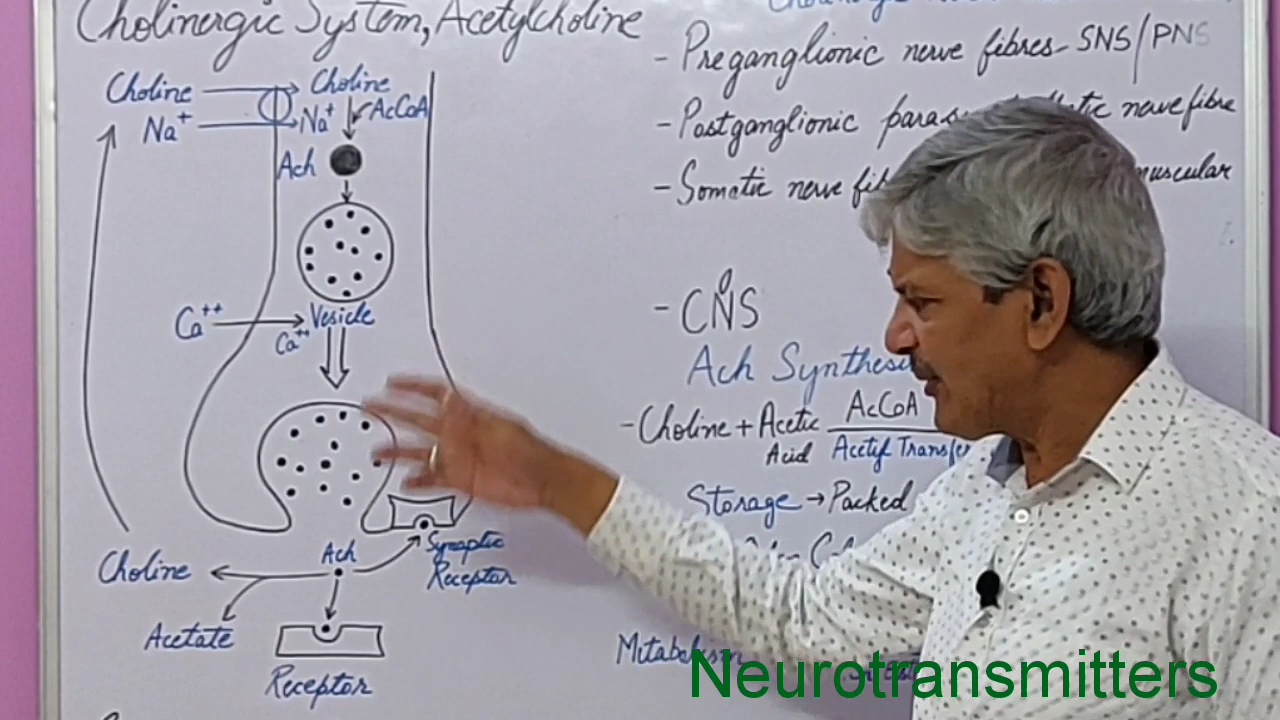 Cholinergic System, Acetylcholine
Choline Choline
AcCoA
Na+ Na+
Ach
Vesicle
Ca++ Ca++
Ach
Synaptic
Receptor
Choline
Acetate
Receptor
- Preganglionic nerve fibres - SNS/PNS
- Postganglionic nerve fibre
- Somatic nerve
- CNS
Ach
- Choline + Acetic AcCoA
Acid Acetyl
Storage → Packed
Neurotransmitters